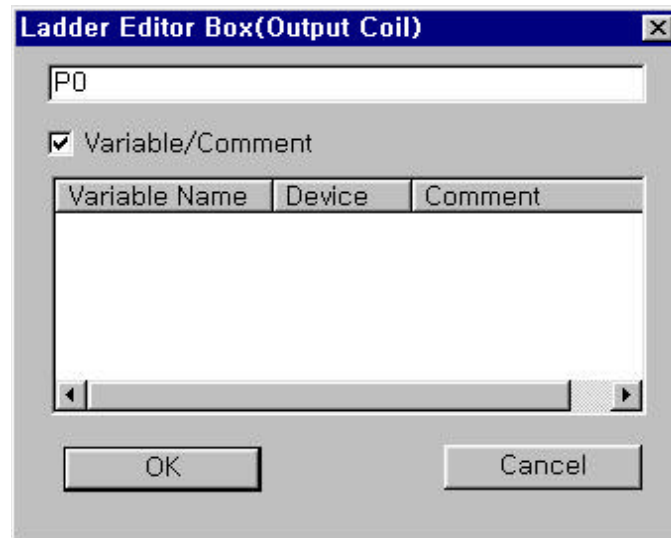 Ladder Editor Box(Output Coil)
P0
Variable/Comment
Variable Name Device Comment
OK Cancel